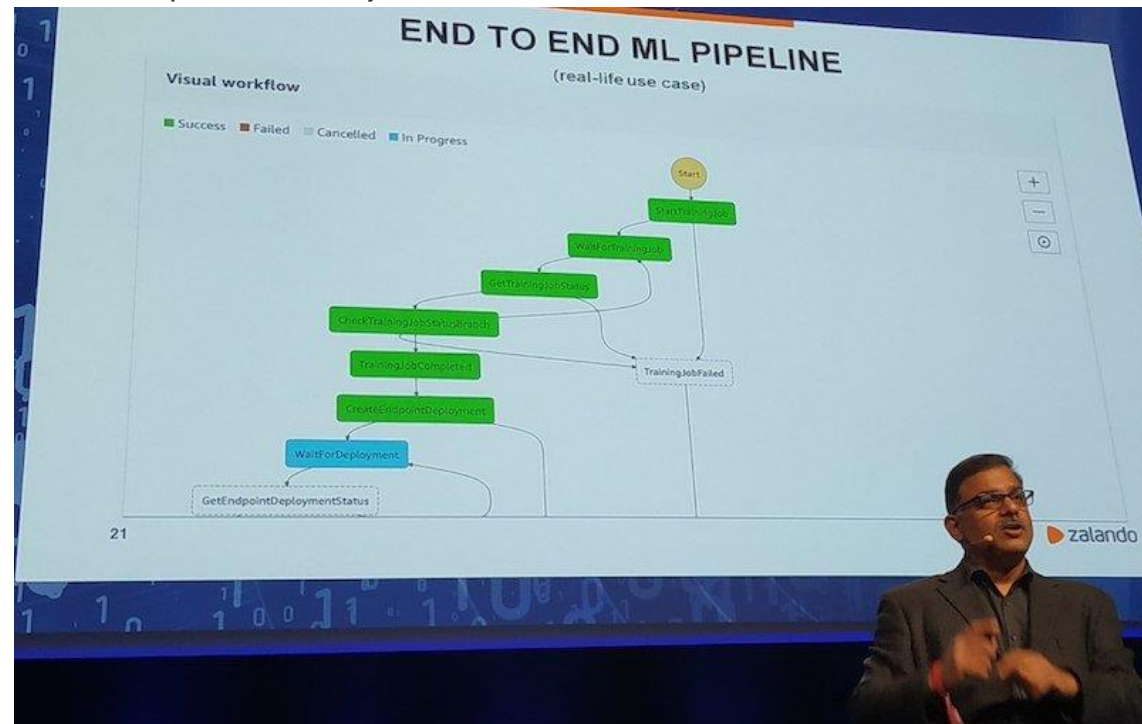 END TO END ML PIPELINE
(real-life use case)
Visual workflow
Success Failed Cancelled In Progress
Start
StartTrainingJob
WaitForTrainingJob
GetTrainingJobStatus
CheckTrainingJobStatusBranch
TrainingJobCompleted
TrainingJobFailed
CreateEndpointDeployment
WaitForDeployment
GetEndpointDeploymentStatus
21
zalando